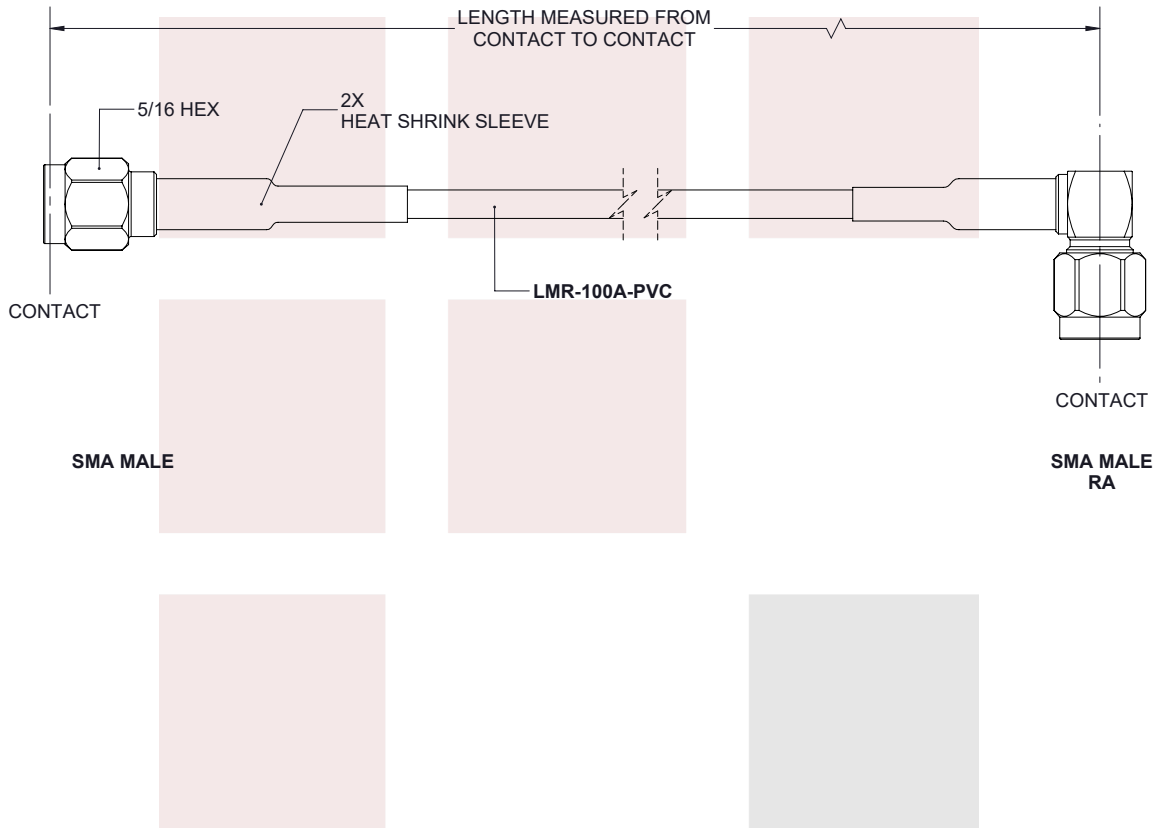 LENGTH MEASURED FROM
CONTACT TO CONTACT
5/16 HEX
2X
HEAT SHRINK SLEEVE
LMR-100A-PVC
CONTACT
CONTACT
SMA MALE
SMA MALE
RA